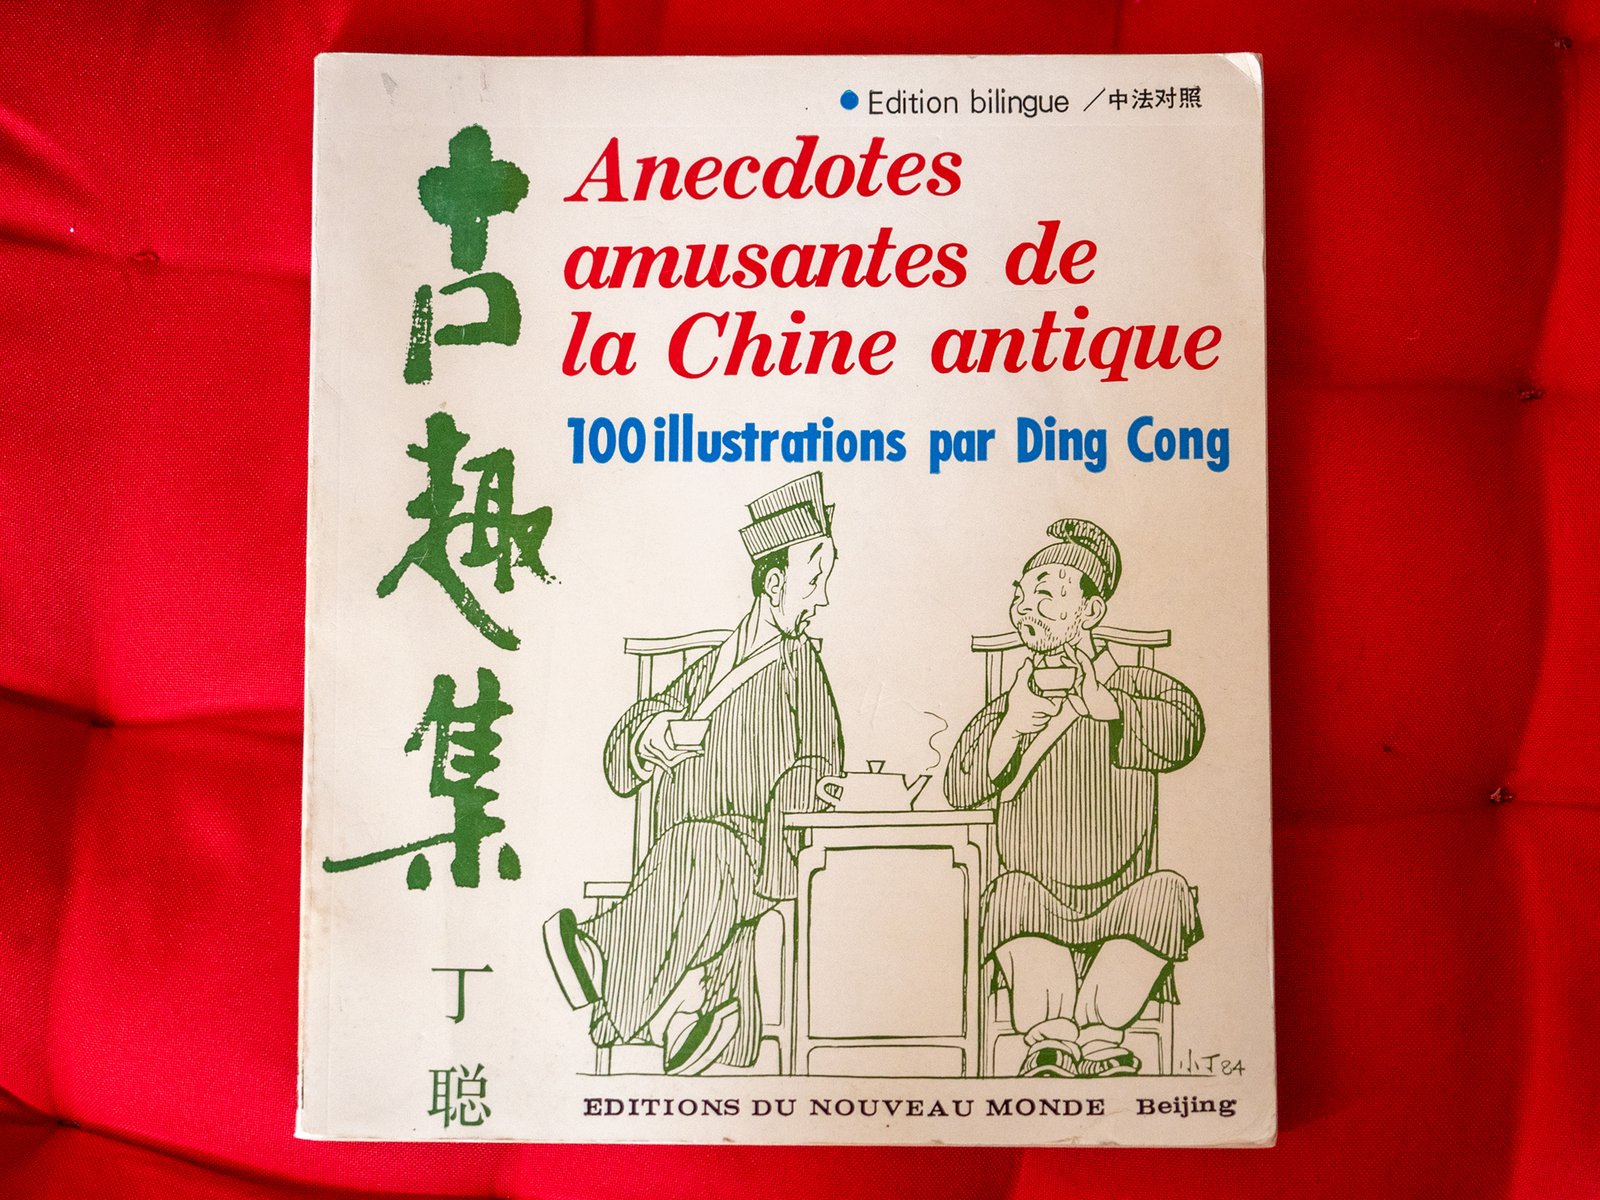 Edition bilingue／中法对照
Anecdotes
amusantes de
la Chine antique
100 illustrations par Ding Cong
古趣集
丁聪
小丁84
EDITIONS DU NOUVEAU MONDE Beijing